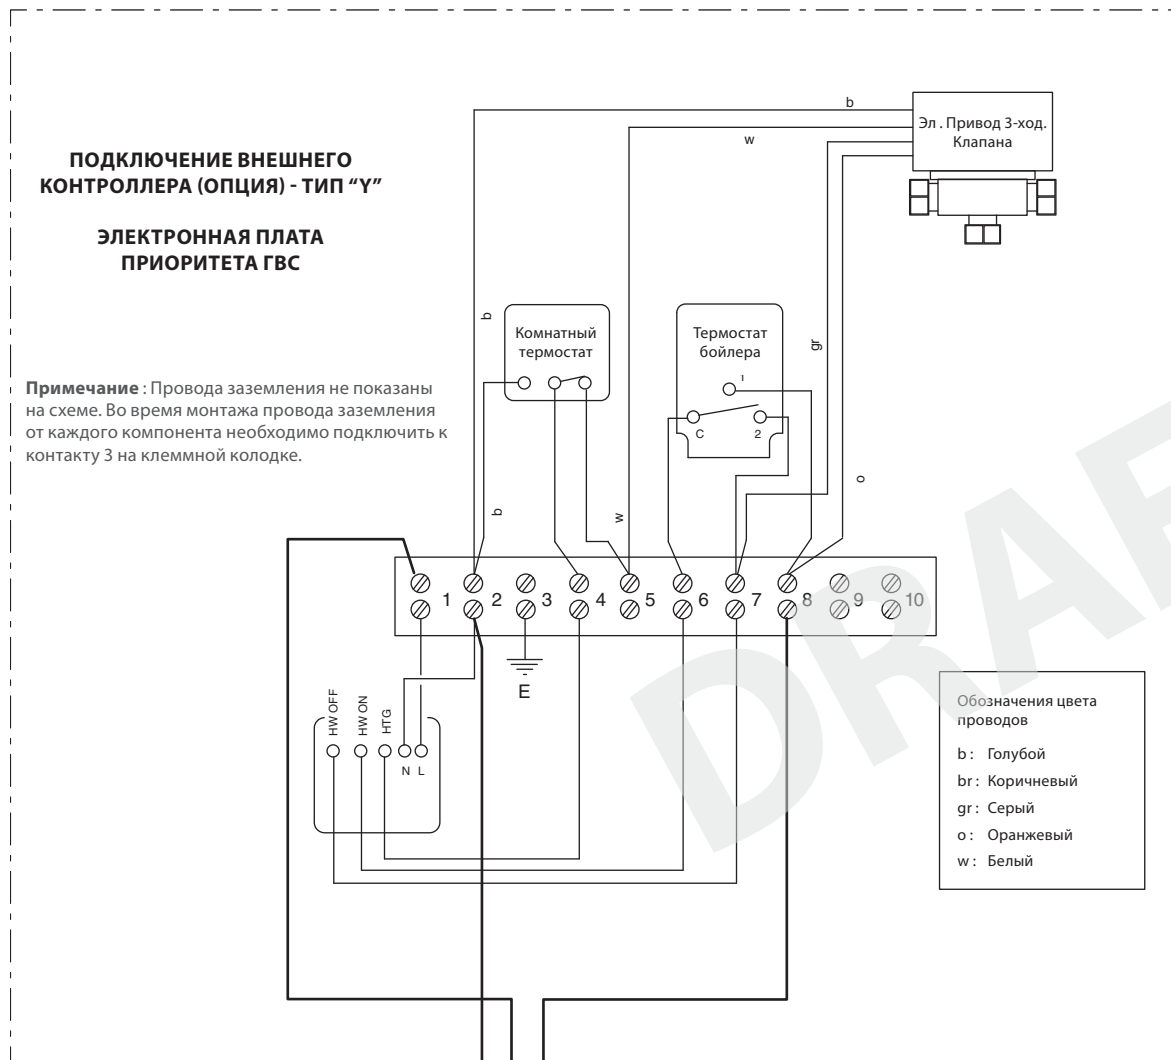 ПОДКЛЮЧЕНИЕ ВНЕШНЕГО
КОНТРОЛЛЕРА (ОПЦИЯ) - ТИП “Y”
ЭЛЕКТРОННАЯ ПЛАТА
ПРИОРИТЕТА ГВС
Примечание : Провода заземления не показаны
на схеме. Во время монтажа провода заземления
от каждого компонента необходимо подключить к
контакту 3 на клеммной колодке.
b
w
Эл . Привод 3-ход.
Клапана
b
Комнатный
термостат
Термостат
бойлера
gr
1
C
2
o
b
w
1
2
3
4
5
6
7
8
9
10
E
HW OFF
HW ON
HTG
N
L
Обозначения цвета
проводов
b : Голубой
br : Коричневый
gr : Серый
o : Оранжевый
w : Белый